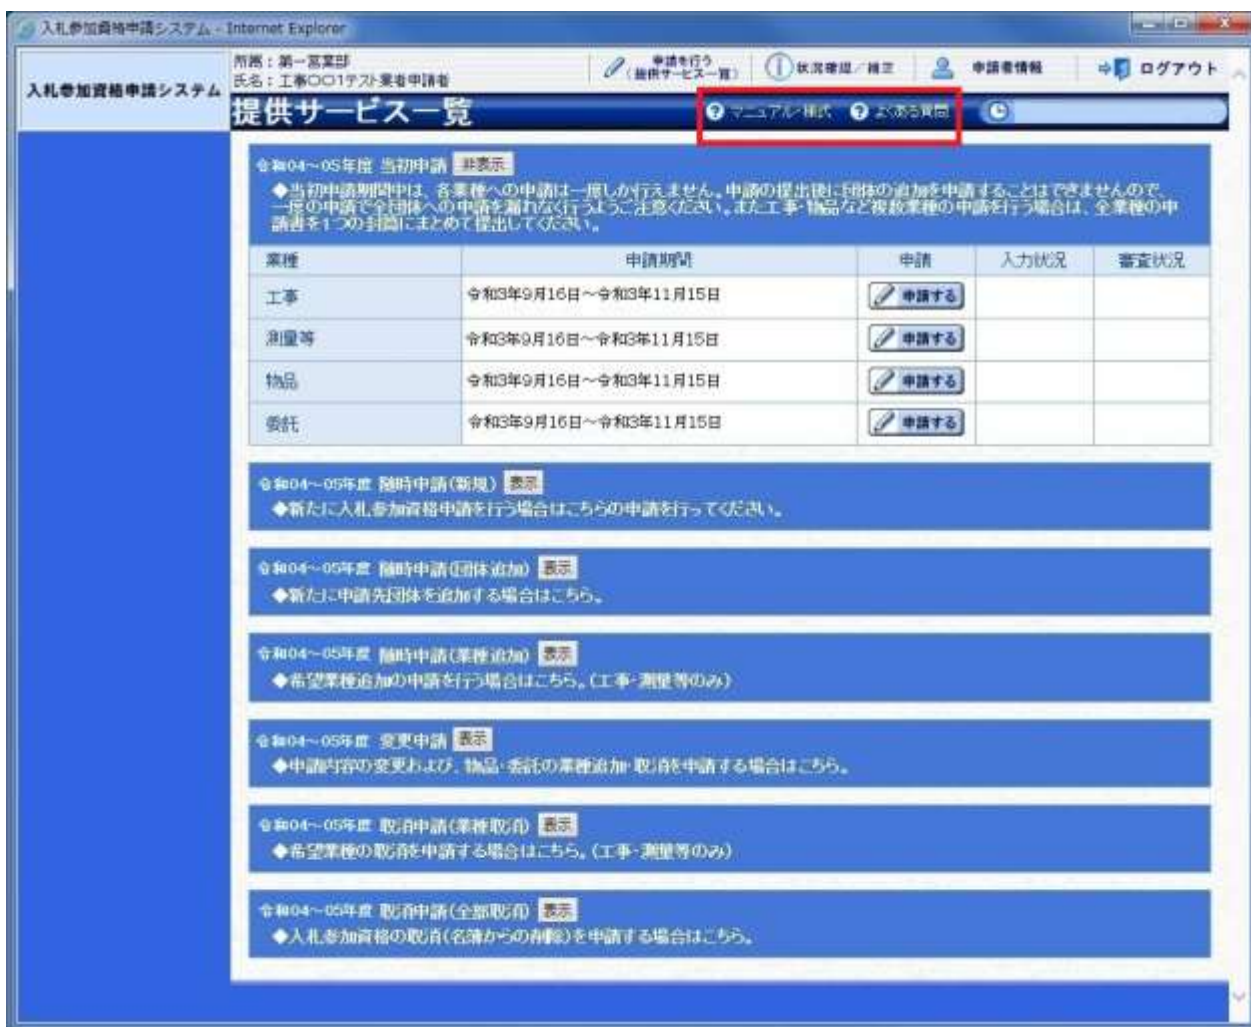 入札参加資格申請システム - Internet Explorer
入札参加資格申請システム
所属：第一営業部
氏名：工事〇〇1テスト業者申請者
申請を行う
(提供サービス一覧)
状況確認／補正
申請者情報
ログアウト
提供サービス一覧
マニュアル・様式
よくある質問
令和04～05年度 当初申請 非表示
◆当初申請期間中は、各業種への申請は一度しか行えません。申請の提出後に団体の追加を申請することはできませんので、
一度の申請で全団体への申請を漏れなく行うようご注意ください。また工事・物品など複数業種の申請を行う場合は、全業種の申
請書を1つの封筒にまとめて提出してください。
業種 申請期間 申請 入力状況 審査状況
工事 令和3年9月16日～令和3年11月15日 申請する
測量等 令和3年9月16日～令和3年11月15日 申請する
物品 令和3年9月16日～令和3年11月15日 申請する
委託 令和3年9月16日～令和3年11月15日 申請する
令和04～05年度 随時申請(新規) 表示
◆新たに入札参加資格申請を行う場合はこちらの申請を行ってください。
令和04～05年度 随時申請(団体追加) 表示
◆新たに申請先団体を追加する場合はこちら。
令和04～05年度 随時申請(業種追加) 表示
◆希望業種追加の申請を行う場合はこちら。(工事・測量等のみ)
令和04～05年度 変更申請 表示
◆申請内容の変更および、物品・委託の業種追加・取消を申請する場合はこちら。
令和04～05年度 取消申請(業種取消) 表示
◆希望業種の取消を申請する場合はこちら。(工事・測量等のみ)
令和04～05年度 取消申請(全部取消) 表示
◆入札参加資格の取消(名簿からの削除)を申請する場合はこちら。